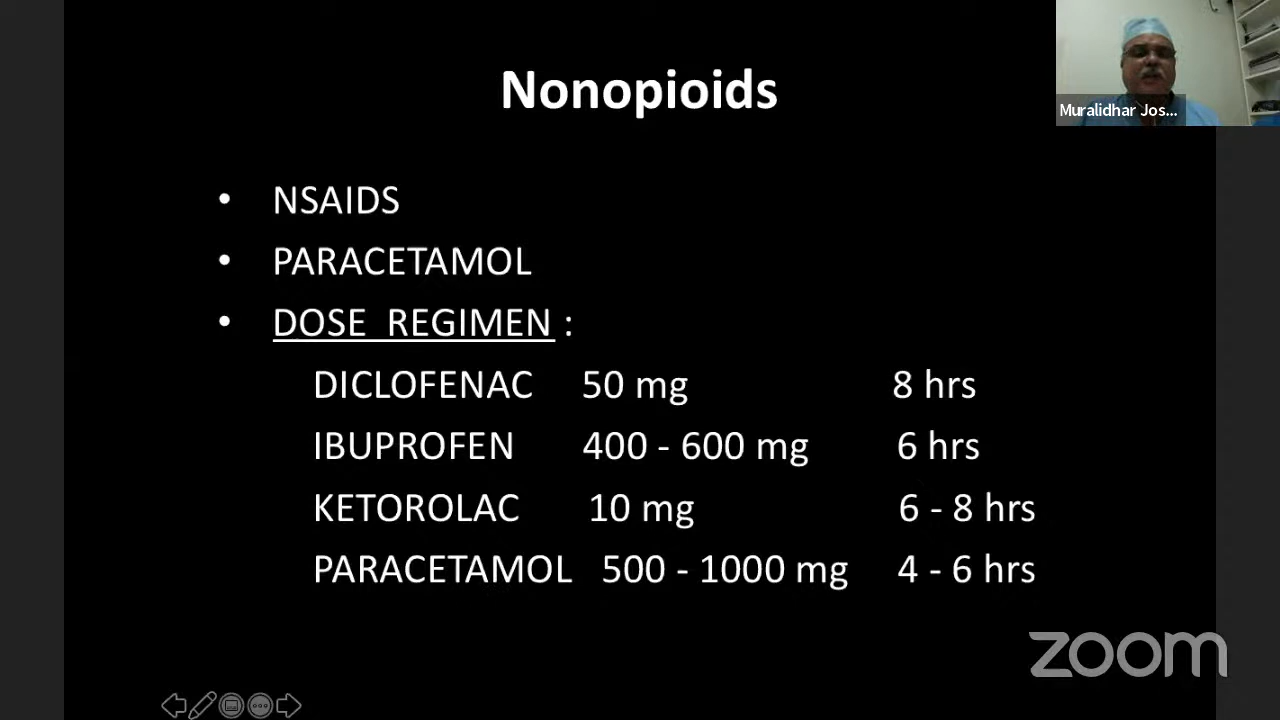 Nonopioids
Muralidhar Jos...
• NSAIDS
• PARACETAMOL
• DOSE REGIMEN :
DICLOFENAC 50 mg 8 hrs
IBUPROFEN 400 - 600 mg 6 hrs
KETOROLAC 10 mg 6 - 8 hrs
PARACETAMOL 500 - 1000 mg 4 - 6 hrs
zoom